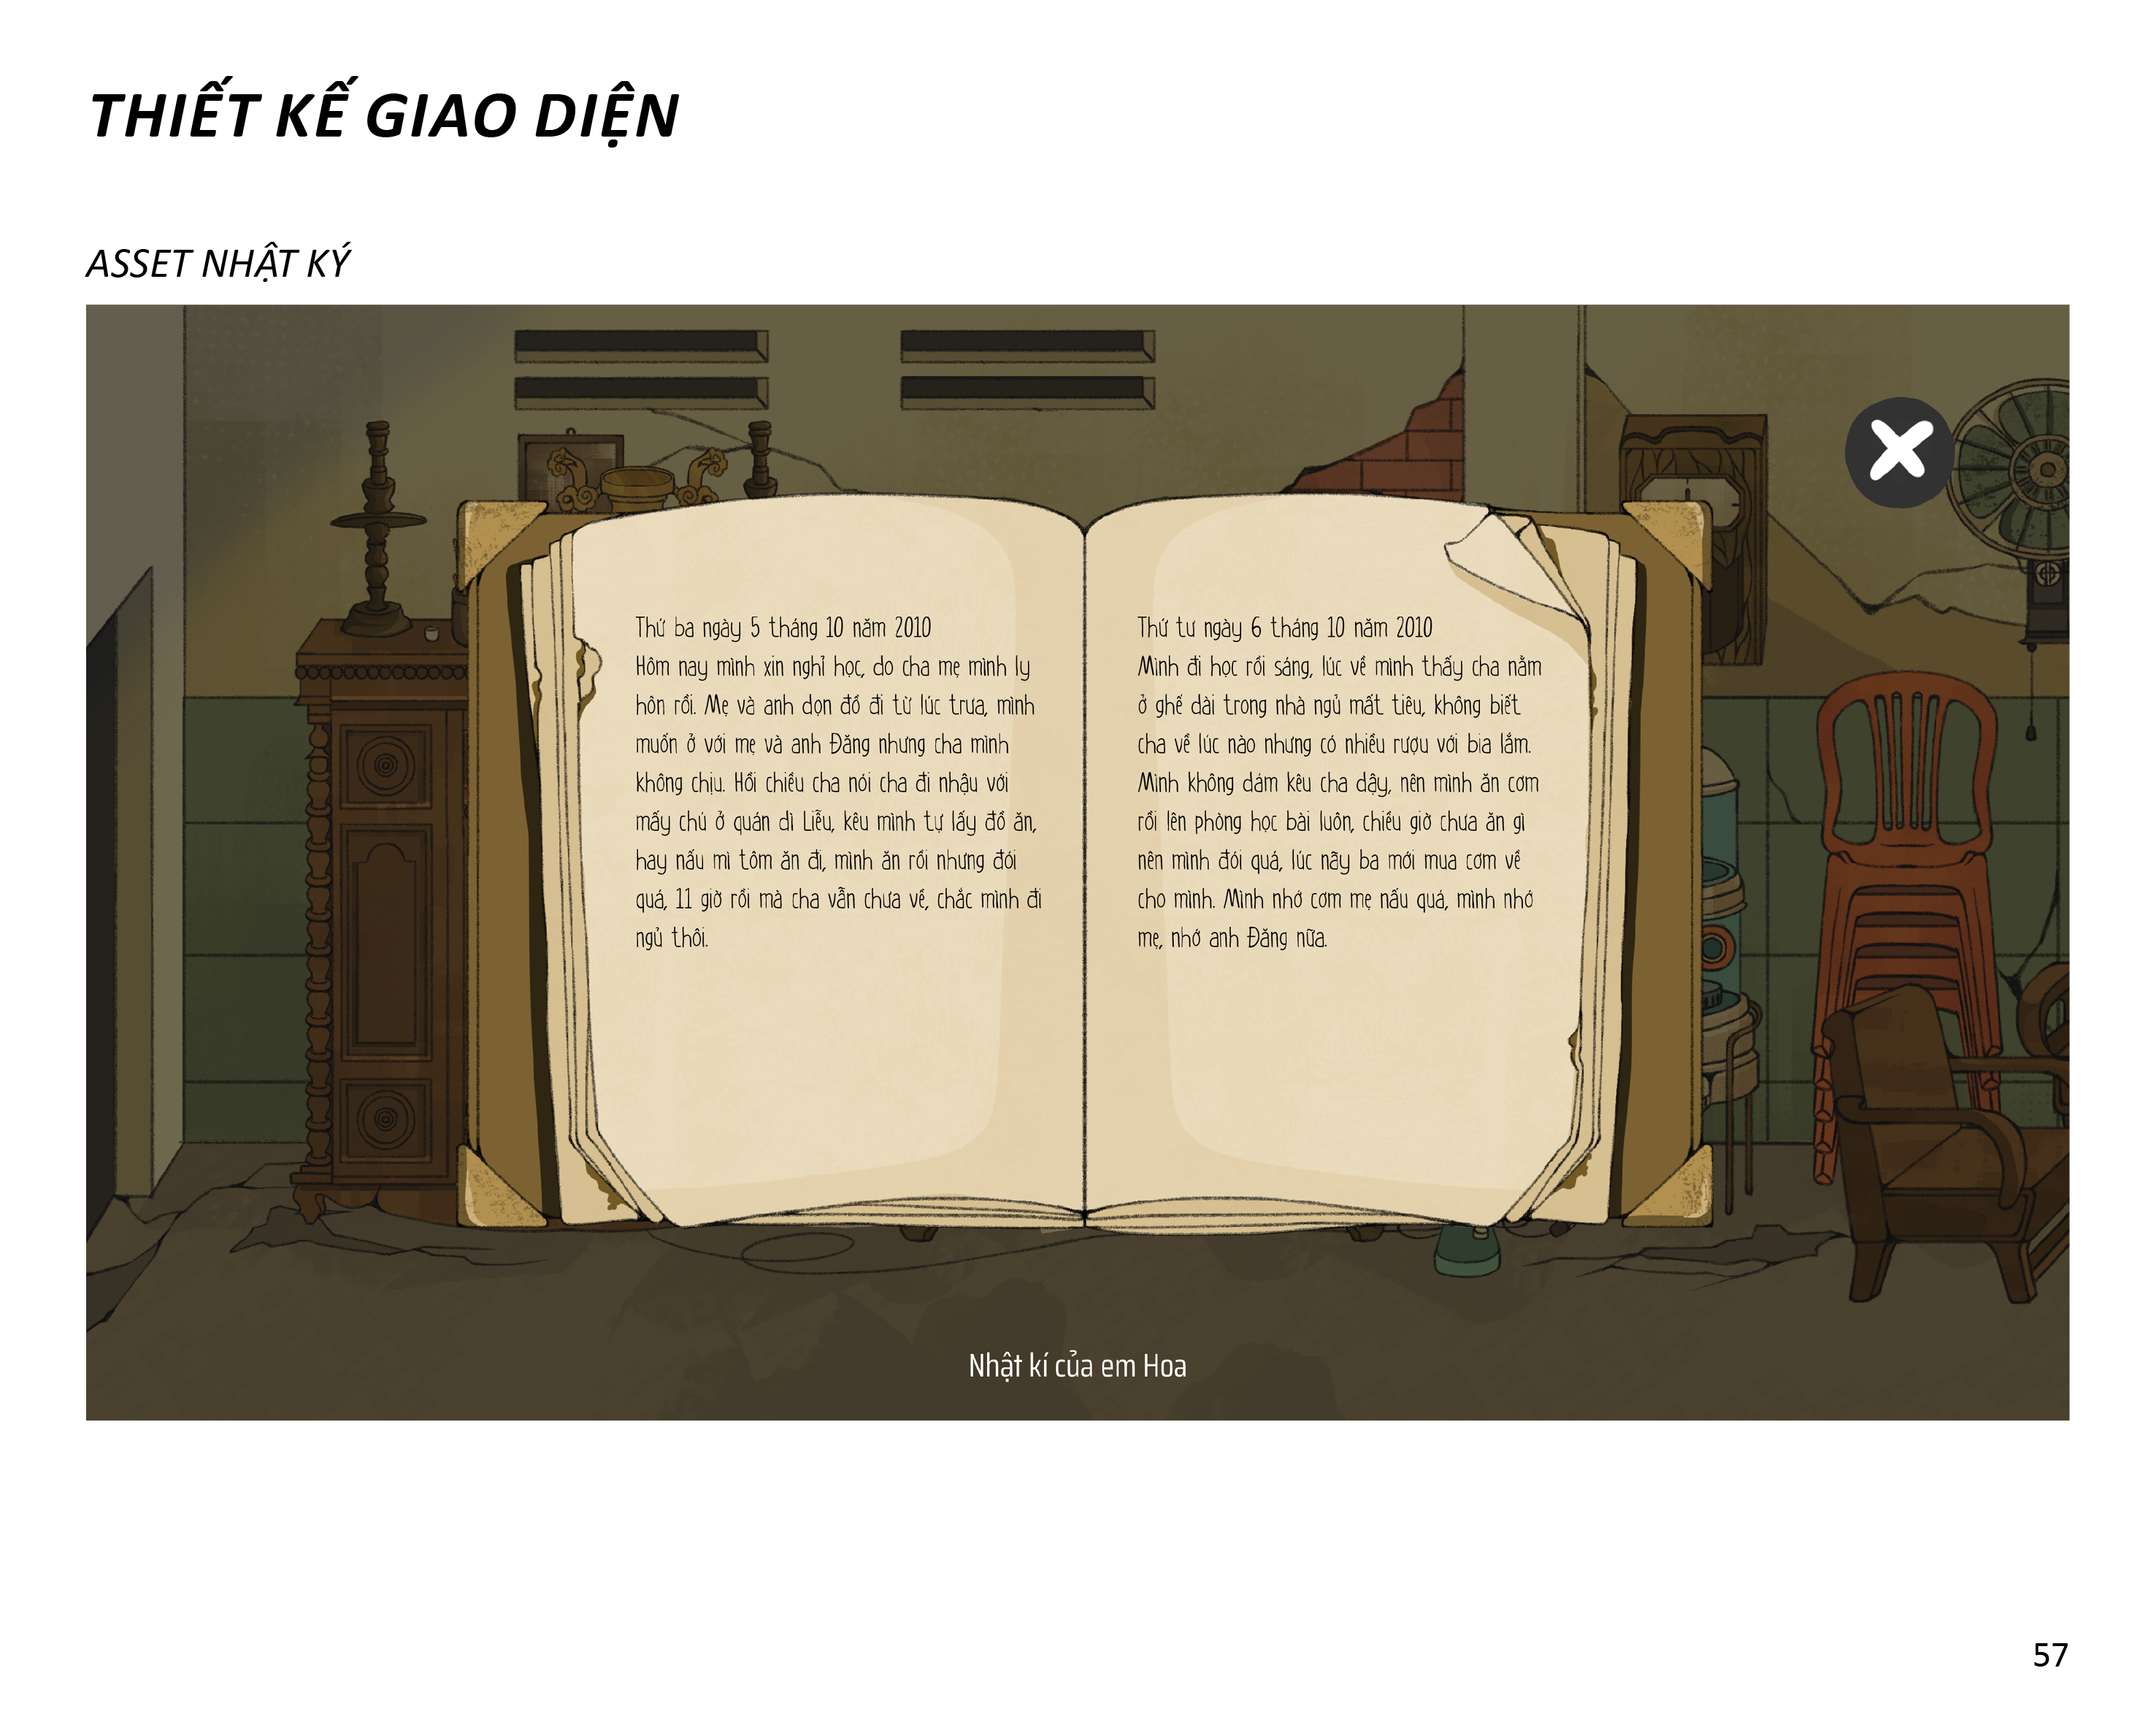 THIẾT KẾ GIAO DIỆN
ASSET NHẬT KÝ
Thứ ba ngày 5 tháng 10 năm 2010
Hôm nay mình xin nghỉ học, do cha mẹ mình ly
hôn rồi. Mẹ và anh dọn đồ đi từ lúc trưa, mình
muốn ở với mẹ và anh Đăng nhưng cha mình
không chịu. Hồi chiều cha nói cha đi nhậu với
mấy chú ở quán dì Liễu, kêu mình tự lấy đồ ăn,
hay nấu mì tôm ăn đi, mình ăn rồi nhưng đói
quá, 11 giờ rồi mà cha vẫn chưa về, chắc mình đi
ngủ thôi.
Thứ tư ngày 6 tháng 10 năm 2010
Mình đi học rồi sáng, lúc về mình thấy cha nằm
ở ghế dài trong nhà ngủ mất tiêu, không biết
cha về lúc nào nhưng có nhiều rượu với bia lắm.
Mình không dám kêu cha dậy, nên mình ăn cơm
rồi lên phòng học bài luôn, chiều giờ chưa ăn gì
nên mình đói quá, lúc nãy ba mới mua cơm về
cho mình. Mình nhớ cơm mẹ nấu quá, mình nhớ
mẹ, nhớ anh Đăng nữa.
Nhật kí của em Hoa
57